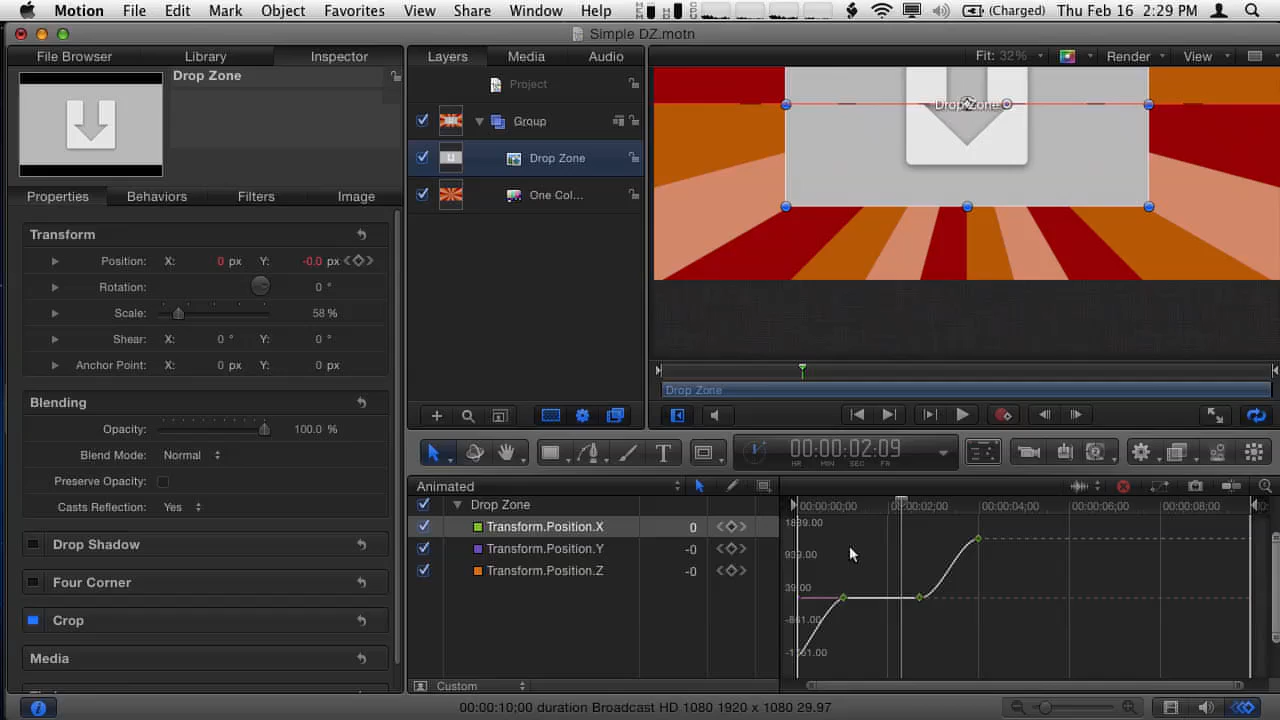 Motion File Edit Mark Object Favorites View Share Window Help (Charged) Thu Feb 16 2:29 PM
Simple DZ.motn
File Browser Library Inspector
Layers Media Audio
Fit: 32% Render View
Drop Zone
Project
Group
Drop Zone
One Col...
Drop Zone
Properties Behaviors Filters Image
Transform
Position: X: 0 px Y: -0.0 px
Rotation: 0 °
Scale: 58 %
Shear: X: 0 ° Y: 0 °
Anchor Point: X: 0 px Y: 0 px
Blending
Opacity: 100.0 %
Blend Mode: Normal
Preserve Opacity:
Casts Reflection: Yes
Drop Shadow
Four Corner
Crop
Media
Drop Zone
00:00:02:09
HR MIN SEC FR
Animated
Drop Zone
Transform.Position.X 0
Transform.Position.Y -0
Transform.Position.Z -0
00:00:00;00 00:00:02;00 00:00:04;00 00:00:06;00 00:00:08;00
1839.00
939.00
39.00
-861.00
Custom
00:00:10;00 duration Broadcast HD 1080 1920 x 1080 29.97